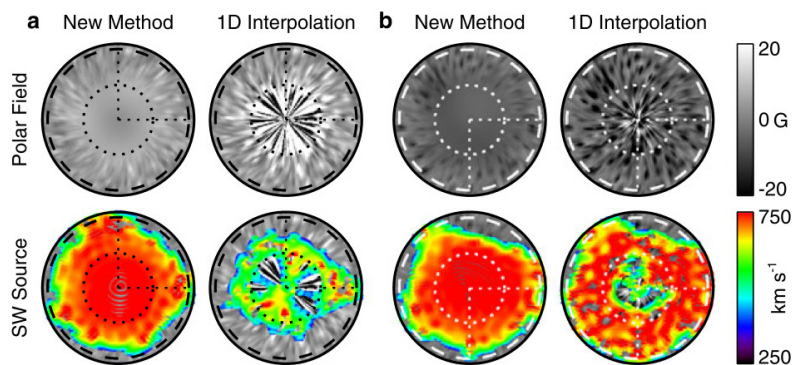 a New Method 1D Interpolation b New Method 1D Interpolation
Polar Field
20
0 G
-20
SW Source
750
km s-1
250